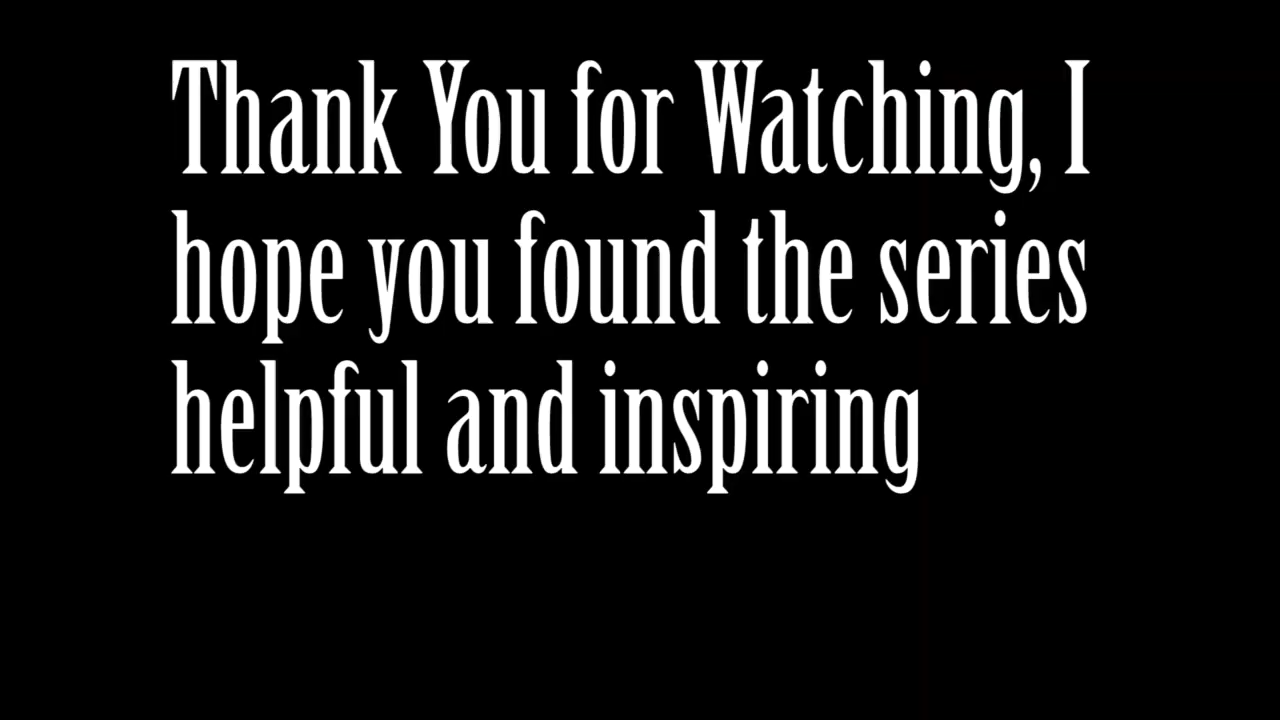 Thank You for Watching, I
hope you found the series
helpful and inspiring